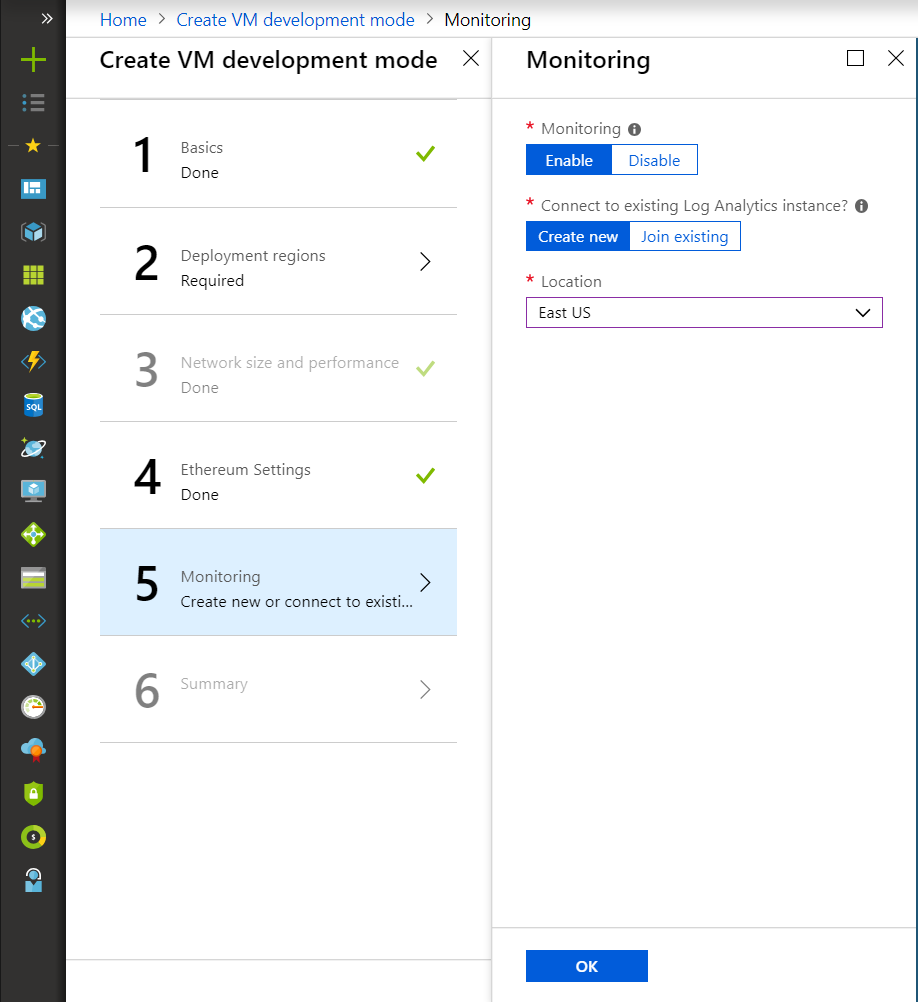 Home > Create VM development mode > Monitoring
Create VM development mode
1
Basics
Done
2
Deployment regions
Required
3
Network size and performance
Done
4
Ethereum Settings
Done
5
Monitoring
Create new or connect to existi...
6
Summary
Monitoring
* Monitoring
Enable
Disable
* Connect to existing Log Analytics instance?
Create new
Join existing
* Location
East US
OK
SQL
$